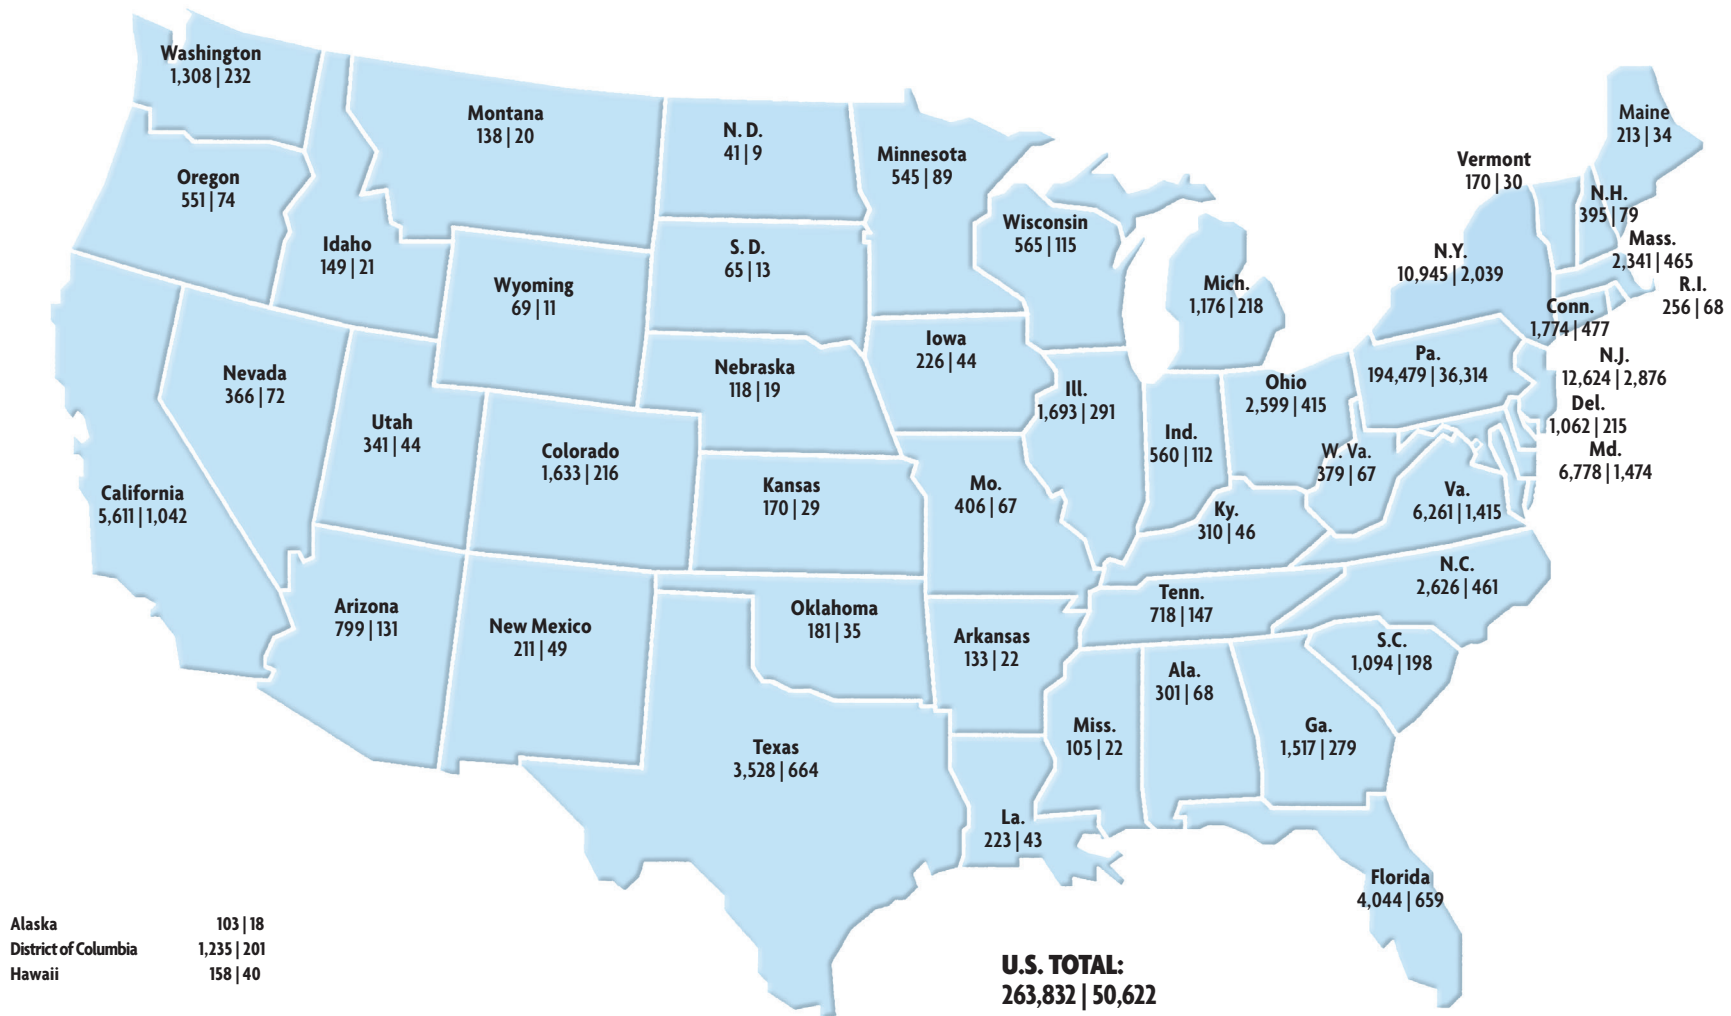 Washington
1,308 | 232
Montana
138 | 20
N. D.
41 | 9
Minnesota
545 | 89
Maine
213 | 34
Vermont
170 | 30
N.H.
395 | 79
Oregon
551 | 74
Idaho
149 | 21
Wisconsin
565 | 115
Mass.
2,341 | 465
N.Y.
10,945 | 2,039
S. D.
65 | 13
Wyoming
69 | 11
Mich.
1,176 | 218
R.I.
256 | 68
Conn.
1,774 | 477
Iowa
226 | 44
Pa.
194,479 | 36,314
N.J.
12,624 | 2,876
Nevada
366 | 72
Nebraska
118 | 19
Ill.
1,693 | 291
Ohio
2,599 | 415
Del.
1,062 | 215
Utah
341 | 44
Colorado
1,633 | 216
Ind.
560 | 112
W. Va.
379 | 67
Md.
6,778 | 1,474
California
5,611 | 1,042
Kansas
170 | 29
Mo.
406 | 67
Va.
6,261 | 1,415
Ky.
310 | 46
N.C.
2,626 | 461
Arizona
799 | 131
New Mexico
211 | 49
Oklahoma
181 | 35
Arkansas
133 | 22
Tenn.
718 | 147
S.C.
1,094 | 198
Ala.
301 | 68
Miss.
105 | 22
Ga.
1,517 | 279
Texas
3,528 | 664
La.
223 | 43
Florida
4,044 | 659
Alaska 103 | 18
District of Columbia 1,235 | 201
Hawaii 158 | 40
U.S. TOTAL:
263,832 | 50,622